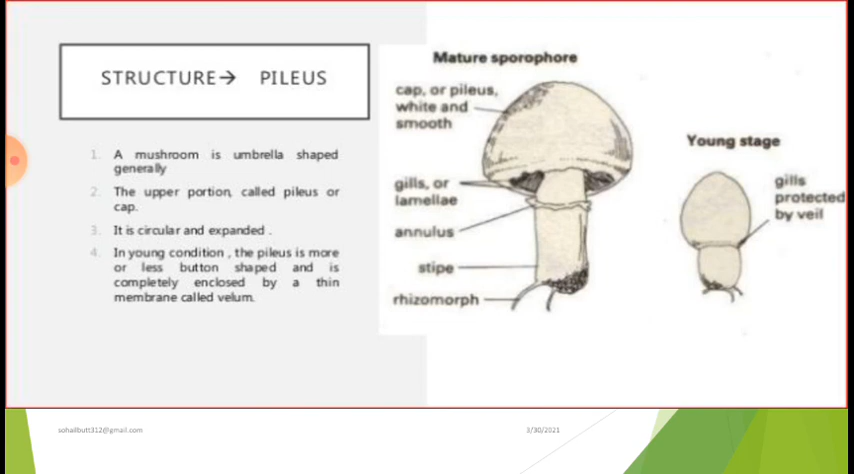 STRUCTURE→ PILEUS
1. A mushroom is umbrella shaped
generally
2. The upper portion, called pileus or
cap.
3. It is circular and expanded .
4. In young condition , the pileus is more
or less button shaped and is
completely enclosed by a thin
membrane called velum.
Mature sporophore
cap, or pileus,
white and
smooth
gills, or
lamellae
annulus
stipe
rhizomorph
Young stage
gills
protected
by veil
sohailbutt312@gmail.com
3/30/2021